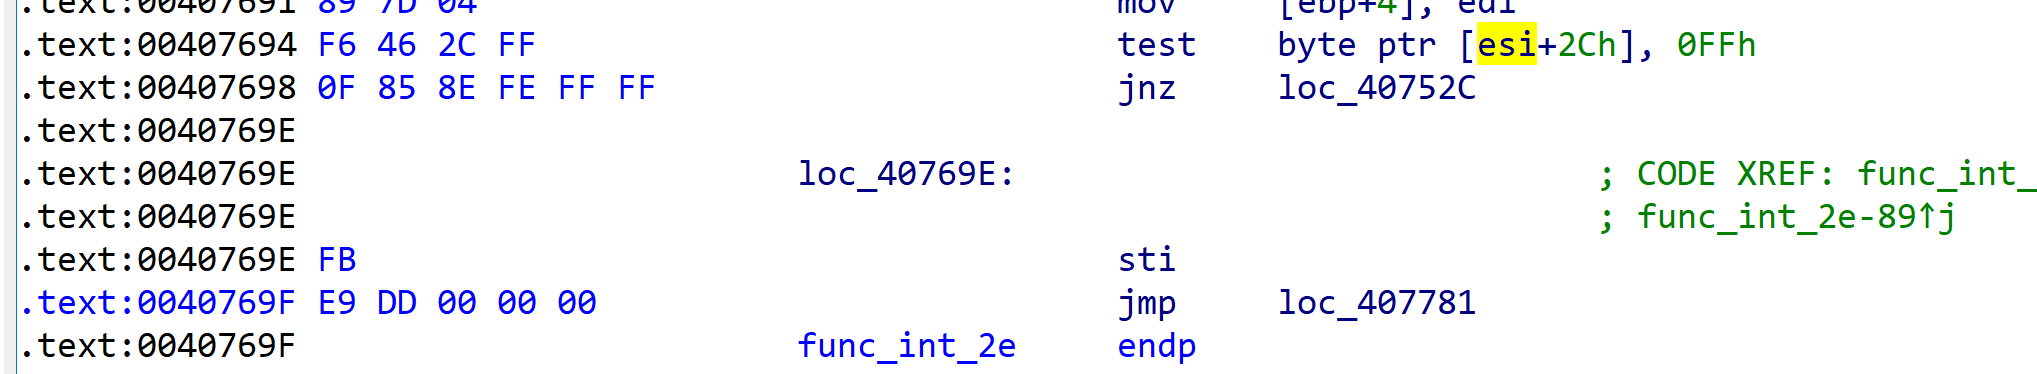 .text:00407691 89 7D 04 mov [ebp+4], edi
.text:00407694 F6 46 2C FF test byte ptr [esi+2Ch], 0FFh
.text:00407698 0F 85 8E FE FF FF jnz loc_40752C
.text:0040769E
.text:0040769E loc_40769E: ; CODE XREF: func_int_
.text:0040769E ; func_int_2e-89↑j
.text:0040769E FB sti
.text:0040769F E9 DD 00 00 00 jmp loc_407781
.text:0040769F func_int_2e endp